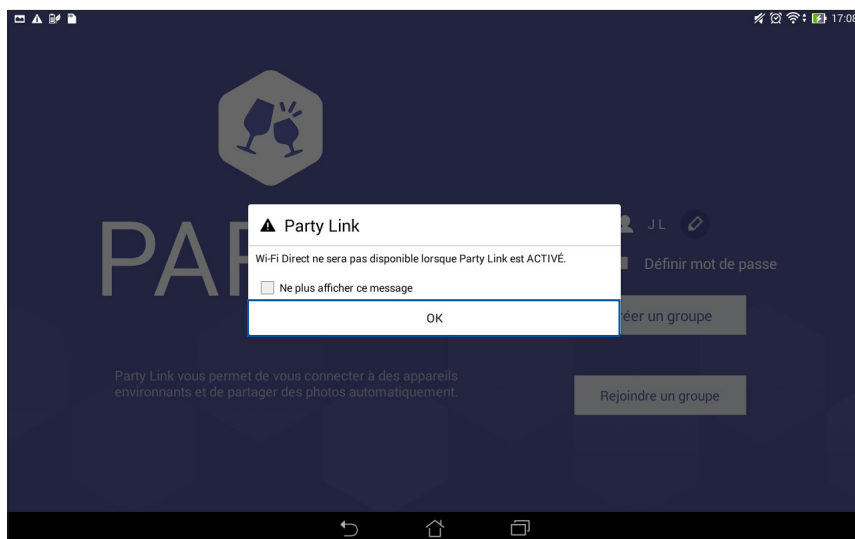 17:08
Party Link
Wi-Fi Direct ne sera pas disponible lorsque Party Link est ACTIVÉ.
Ne plus afficher ce message
OK
PAR
J L
Définir mot de passe
éer un groupe
Party Link vous permet de vous connecter à des appareils
environnants et de partager des photos automatiquement.
Rejoindre un groupe